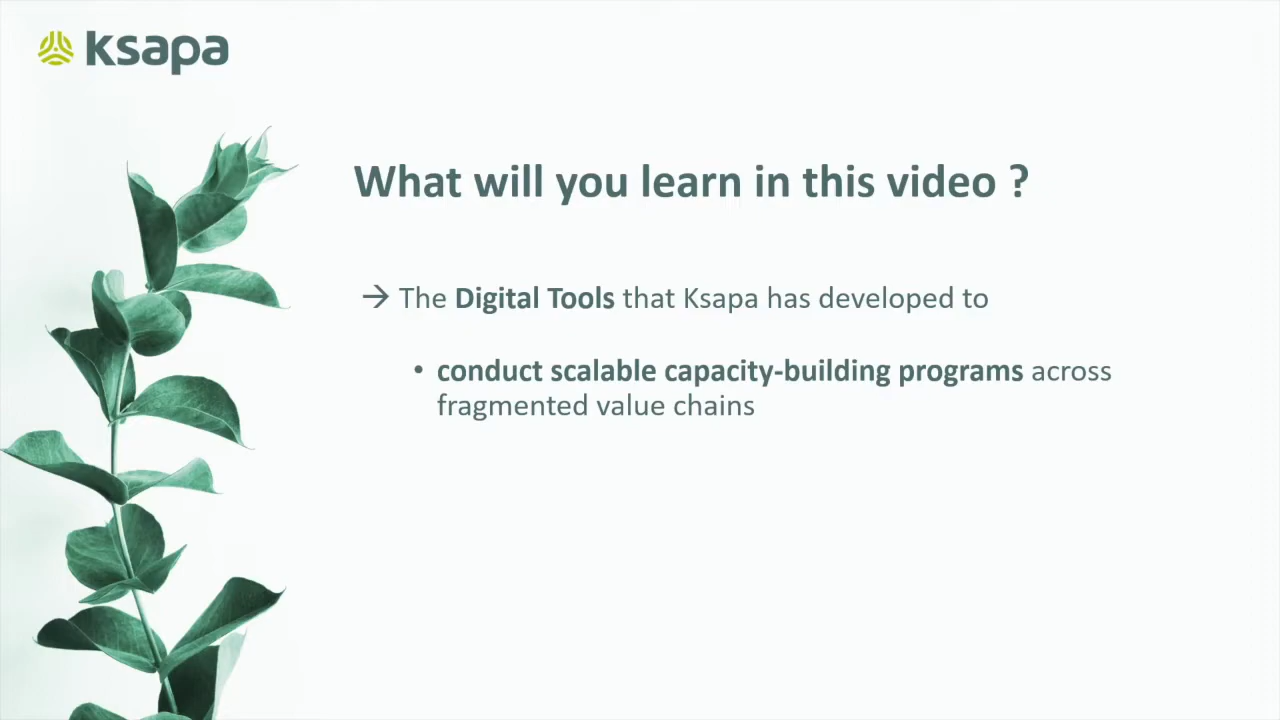 ksapa
What will you learn in this video ?
→ The Digital Tools that Ksapa has developed to
• conduct scalable capacity-building programs across
fragmented value chains